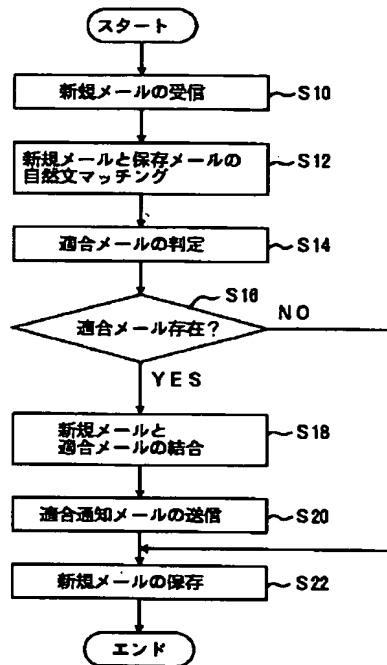 スタート
新規メールの受信
S10
新規メールと保存メールの
自然文マッチング
S12
適合メールの判定
S14
S16
適合メール存在?
NO
YES
新規メールと
適合メールの結合
S18
適合通知メールの送信
S20
新規メールの保存
S22
エンド